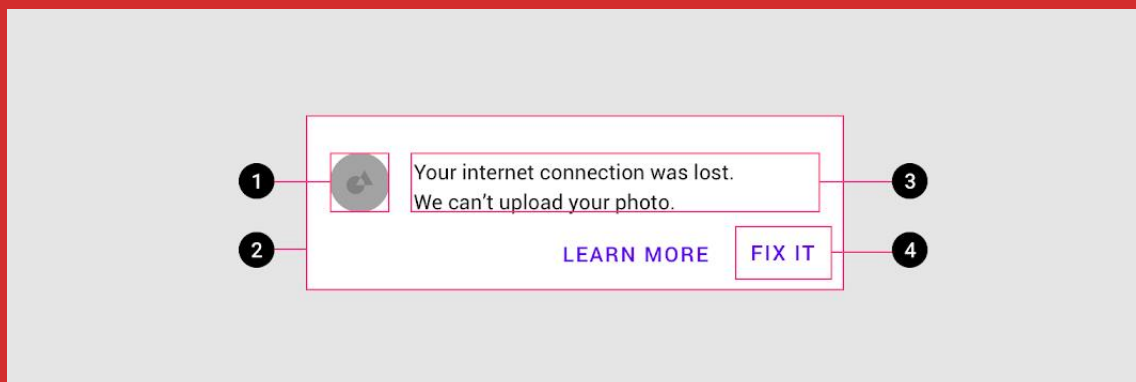 1
Your internet connection was lost.
3
We can't upload your photo.
2
LEARN MORE
FIX IT
4